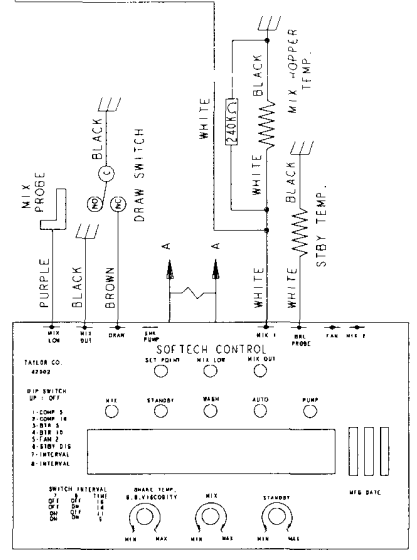 BLACK
MIX HOPPER
TEMP.
240KΩ
WHITE
WHITE
BLACK
DRAW SWITCH
C
NO
NC
MIX
PROBE
BLACK
STBY TEMP.
PURPLE
BLACK
BROWN
A
A
WHITE
WHITE
MIX
LOW
MIX
OUT
DRAW
SHK
PUMP
MIX 1
BRL
PROBE
FAN
MIX 2
SOFTECH CONTROL
TAYLOR CO.
42302
SET POINT
MIX LOW
MIX OUT
DIP SWITCH
UP : OFF
1-COMP 5
2-COMP 10
3-BTR 5
4-BTR 10
5-FAN 2
6-STBY DIS
7-INTERVAL
8-INTERVAL
MIX
STANDBY
WASH
AUTO
PUMP
MFG DATE
SWITCH INTERVAL
7 8 TIME
OFF OFF
OFF ON
ON OFF 11
ON ON
SHAKE TEMP.
S.S.VISCOSITY
MIX
STANDBY
MIN MAX
MIN MAX
MIN MAX